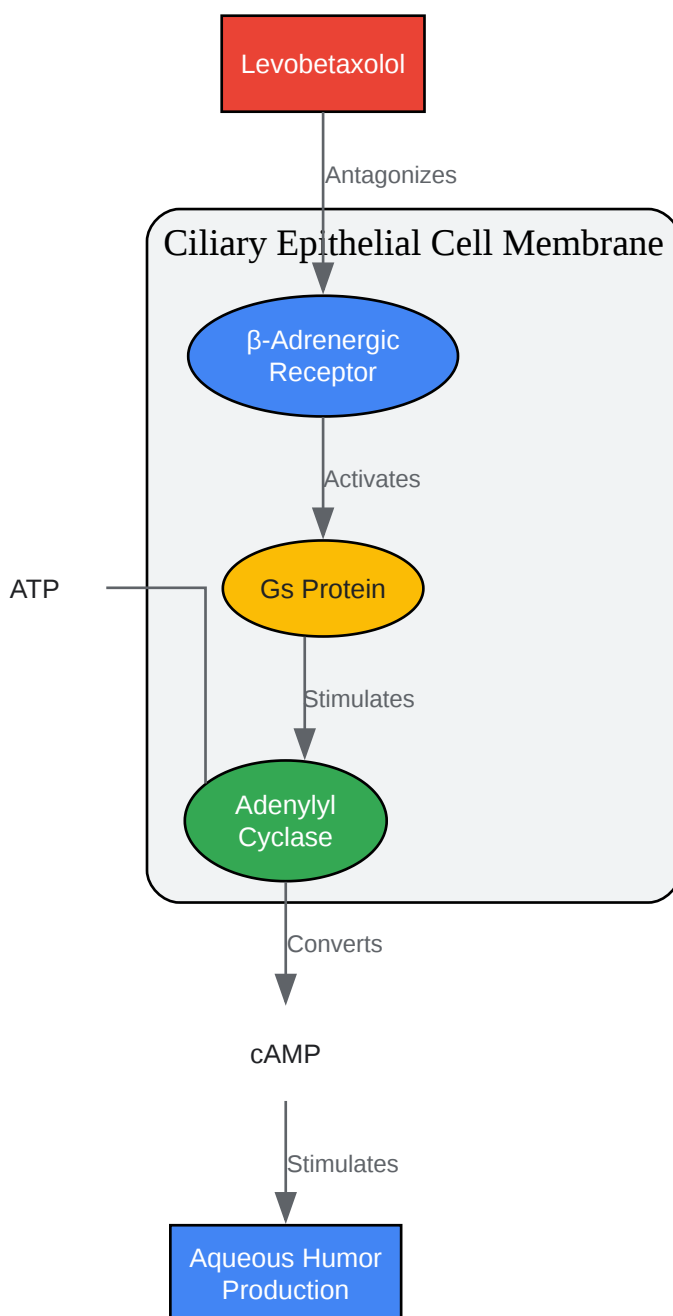 Levobetaxolol
Antagonizes
Ciliary Epithelial Cell Membrane
β-Adrenergic
Receptor
Activates
ATP
Gs Protein
Stimulates
Adenylyl
Cyclase
Converts
cAMP
Stimulates
Aqueous Humor
Production